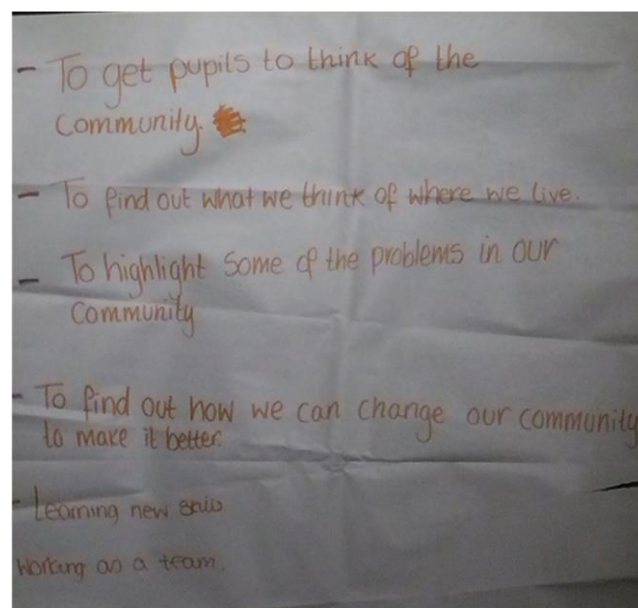 - To get pupils to think of the
community.
- To find out what we think of where we live.
- To highlight some of the problems in our
community
- To find out how we can change our community
to make it better.
- Learning new skills
Working as a team.